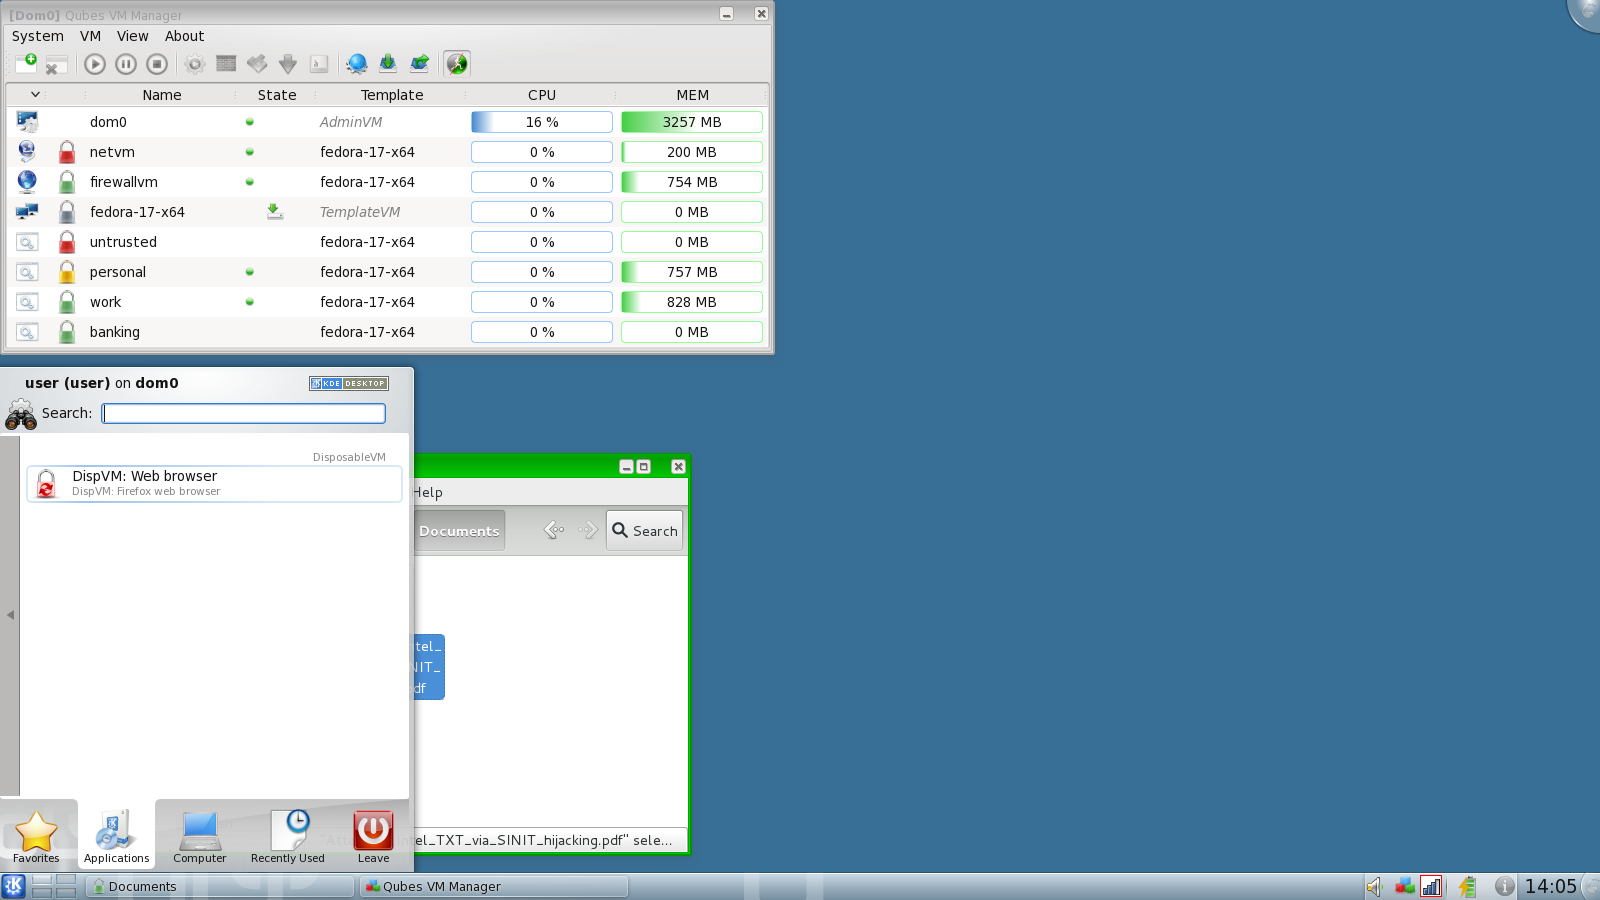 [Dom0] Qubes VM Manager
System VM View About
Name State Template CPU MEM
dom0 AdminVM 16 % 3257 MB
netvm fedora-17-x64 0 % 200 MB
firewallvm fedora-17-x64 0 % 754 MB
fedora-17-x64 TemplateVM 0 % 0 MB
untrusted fedora-17-x64 0 % 0 MB
personal fedora-17-x64 0 % 757 MB
work fedora-17-x64 0 % 828 MB
banking fedora-17-x64 0 % 0 MB
user (user) on dom0
KDE DESKTOP
Search:
DisposableVM
DispVM: Web browser
DispVM: Firefox web browser
Help
Documents Search
tel_
NIT_
df
ntel_TXT_via_SINIT_hijacking.pdf" sele...
Favorites Applications Computer Recently Used Leave
Documents Qubes VM Manager 14:05